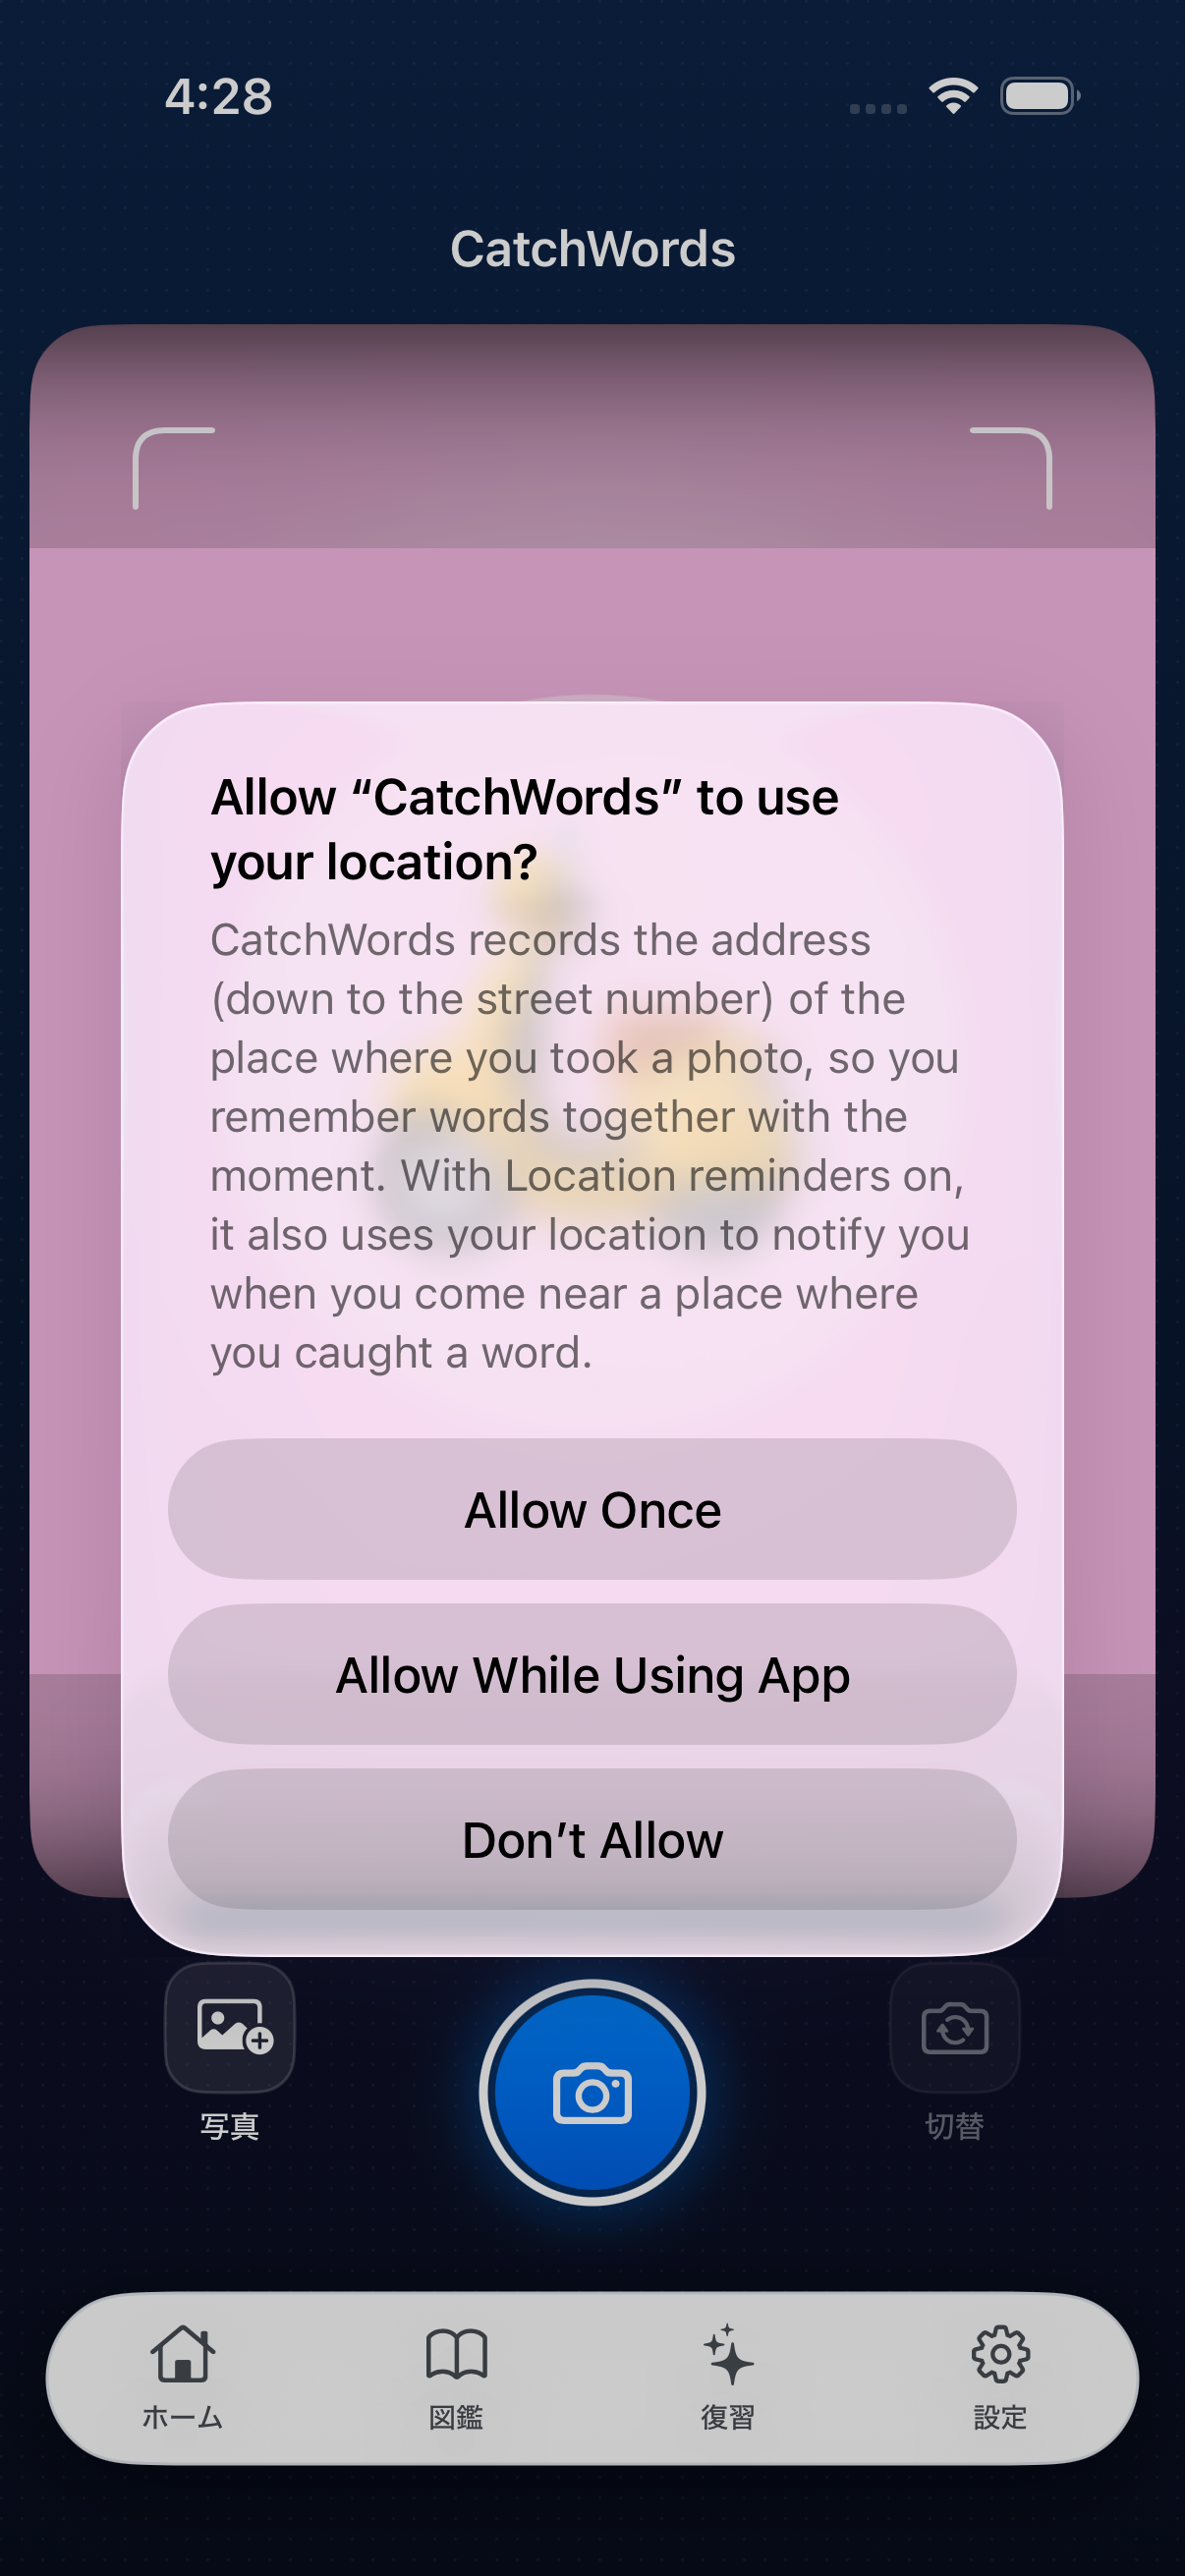 4:28
CatchWords
Allow “CatchWords” to use
your location?
CatchWords records the address
(down to the street number) of the
place where you took a photo, so you
remember words together with the
moment. With Location reminders on,
it also uses your location to notify you
when you come near a place where
you caught a word.
Allow Once
Allow While Using App
Don’t Allow
写真
切替
ホーム
図鑑
復習
設定